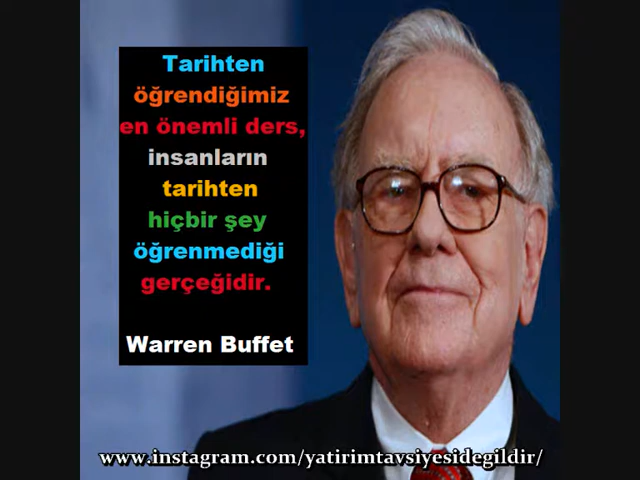 Tarihten
öğrendiğimiz
en önemli ders,
insanların
tarihten
hiçbir şey
öğrenmediği
gerçeğidir.
Warren Buffet
www.instagram.com/yatirimtavsiyesidegildir/